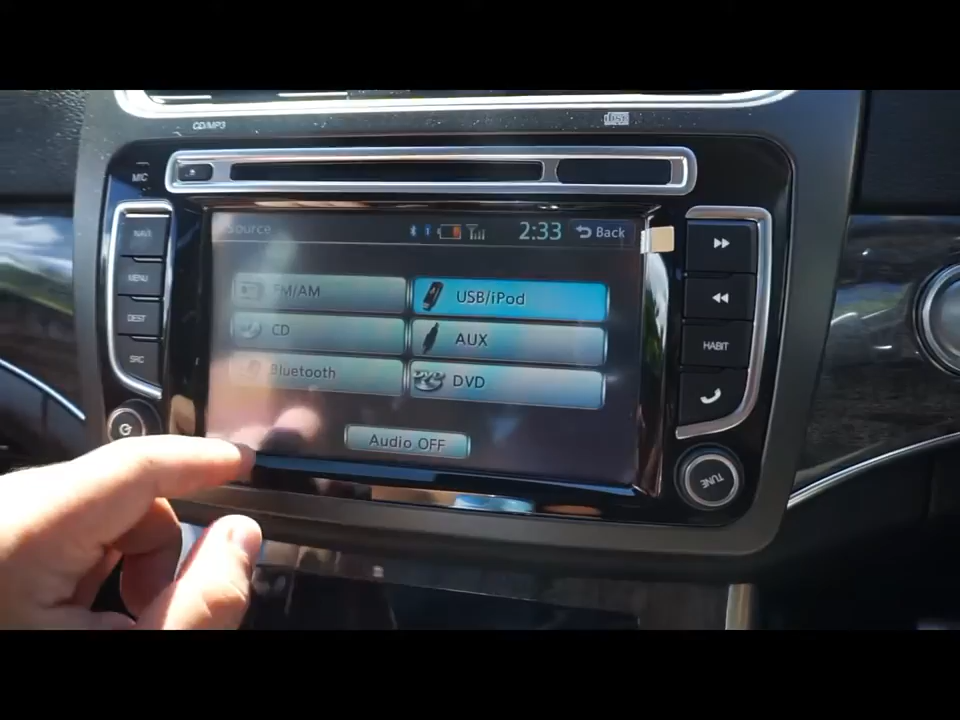 CD/MP3
MIC
NAVI
MENU
DEST
SRC
Source
2:33
Back
FM/AM
USB/iPod
CD
AUX
Bluetooth
DVD
DVD
Audio OFF
HABIT
TUNE